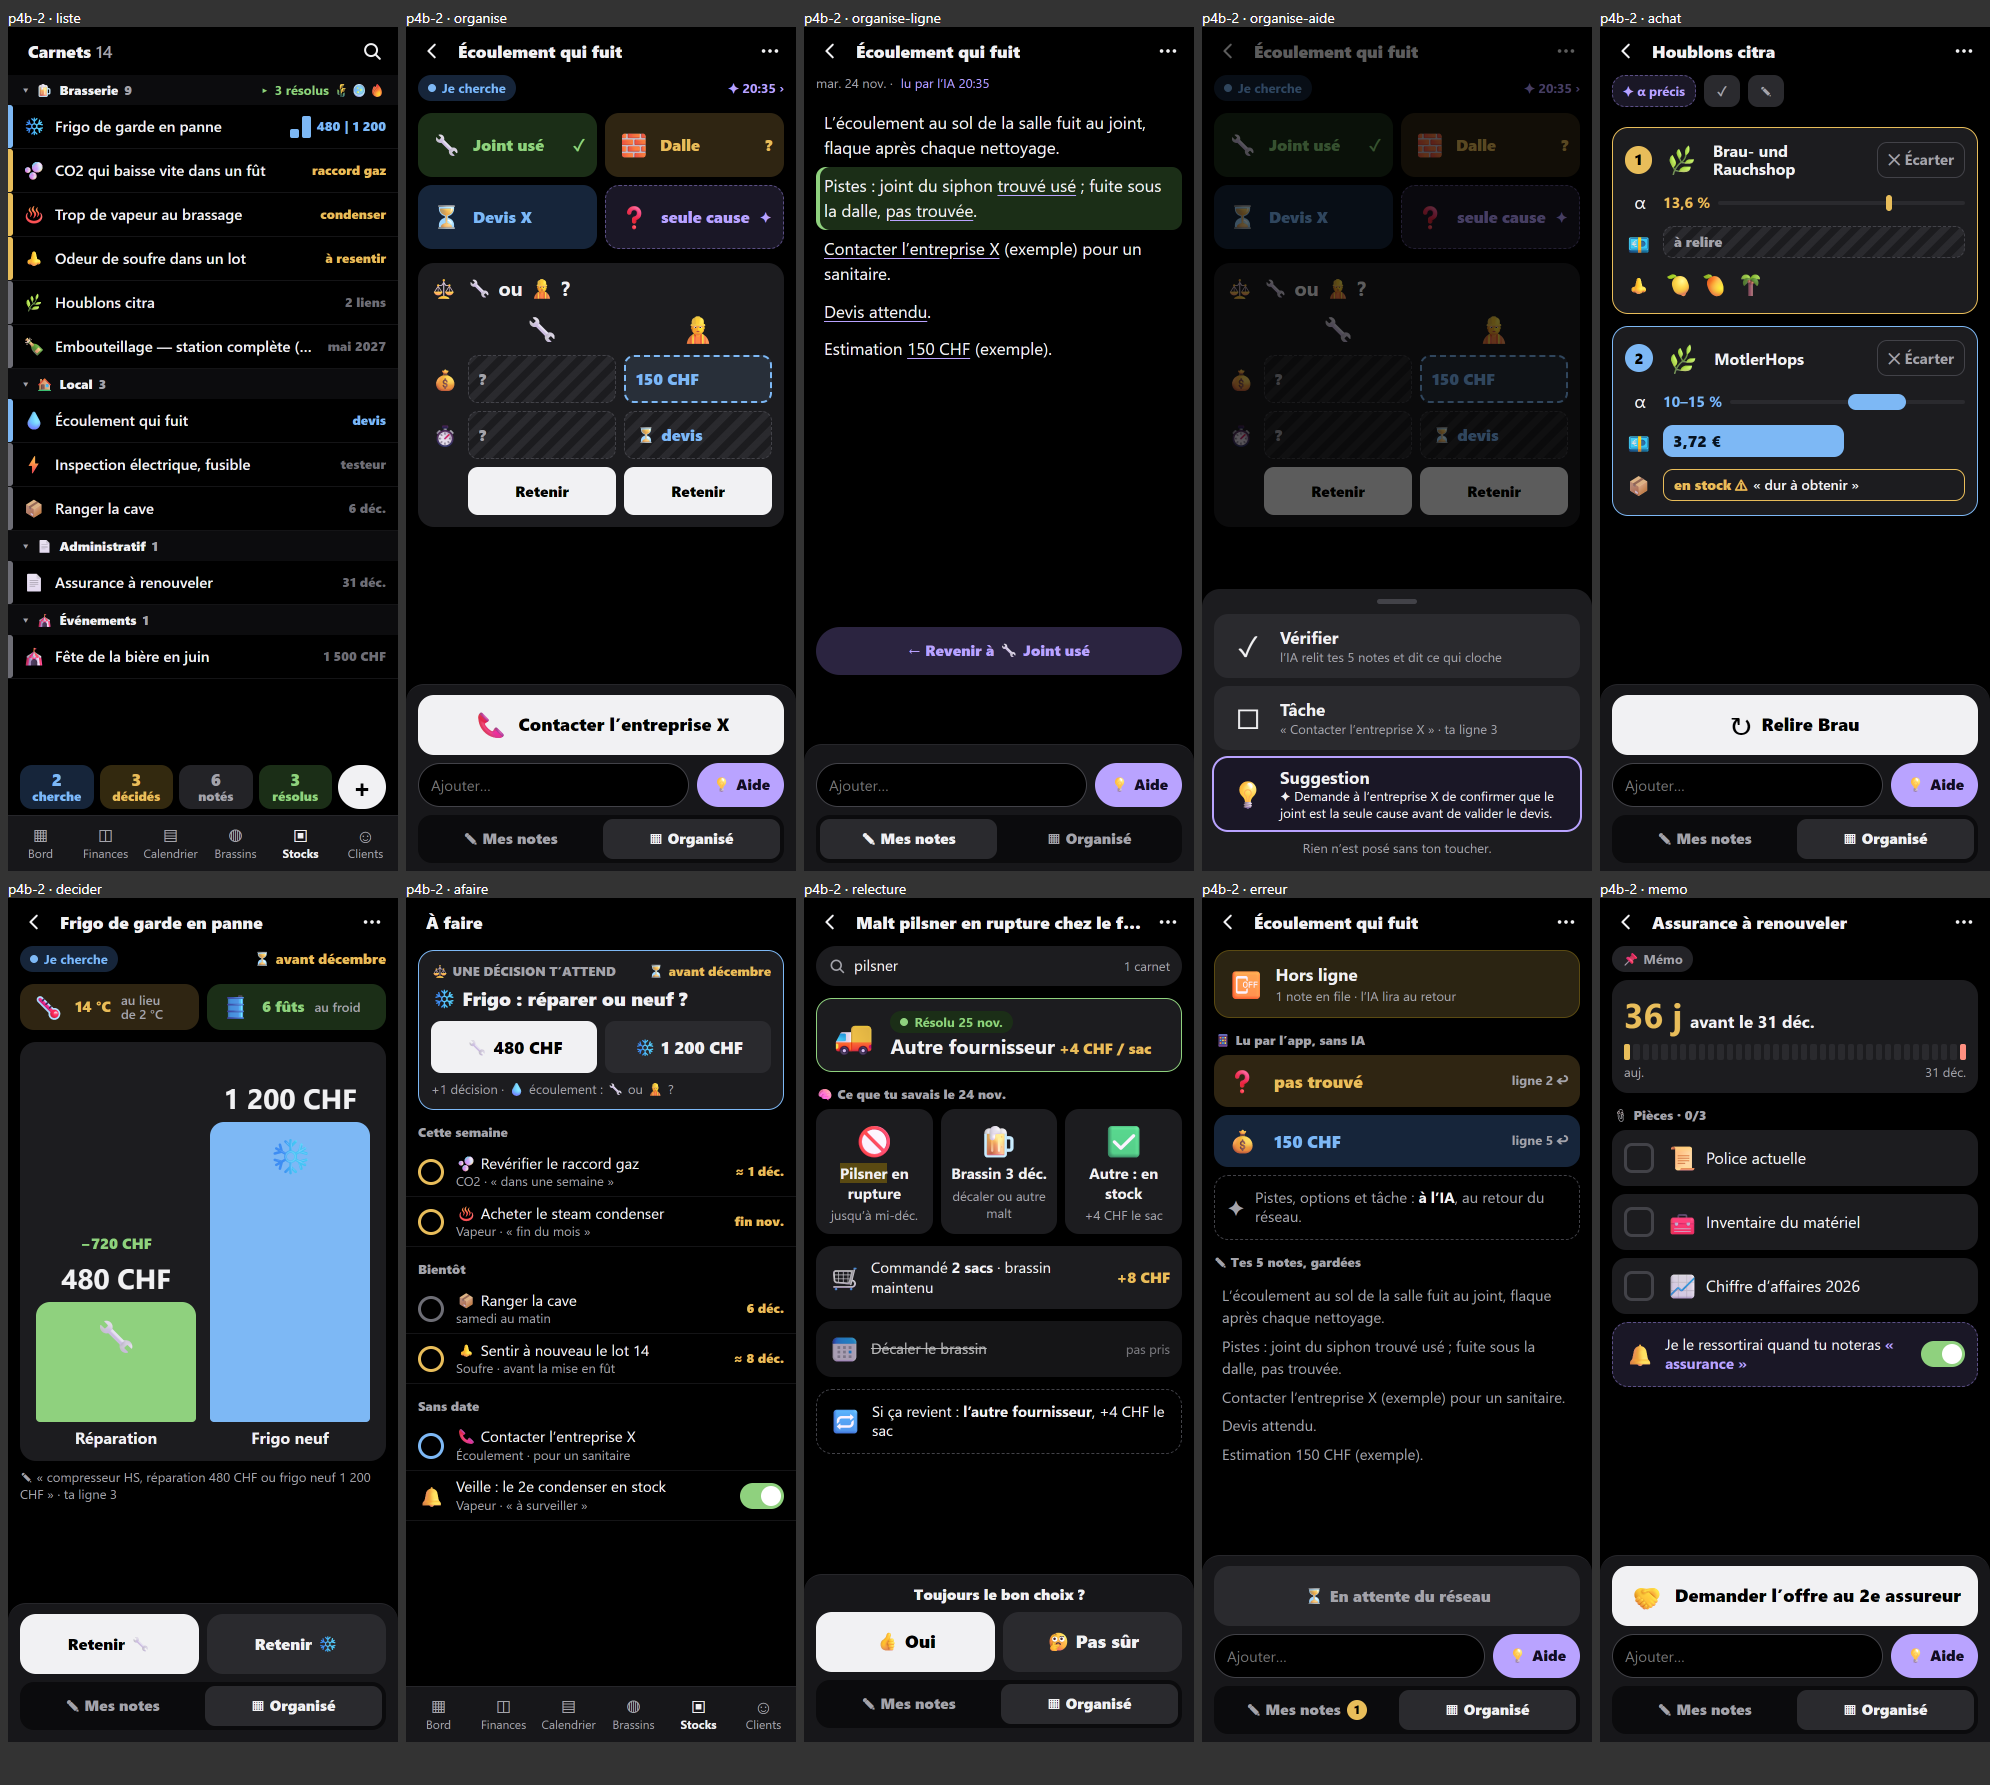 p4b-2 · liste
Carnets 14
Brasserie 9
3 résolus
Frigo de garde en panne
480 | 1 200
CO2 qui baisse vite dans un fût
raccord gaz
Trop de vapeur au brassage
condenser
Odeur de soufre dans un lot
à resentir
Houblons citra
2 liens
Embouteillage — station complète (...
mai 2027
Local 3
Écoulement qui fuit
devis
Inspection électrique, fusible
testeur
Ranger la cave
6 déc.
Administratif 1
Assurance à renouveler
31 déc.
Événements 1
Fête de la bière en juin
1 500 CHF
2 cherche
3 décidés
6 notés
3 résolus
+
Bord
Finances
Calendrier
Brassins
Stocks
Clients
p4b-2 · organise
Écoulement qui fuit
Je cherche
20:35 ›
Joint usé ✓
Dalle ?
Devis X
seule cause
ou ?
?
150 CHF
?
devis
Retenir
Retenir
Contacter l'entreprise X
Ajouter...
Aide
Mes notes
Organisé
p4b-2 · organise-ligne
Écoulement qui fuit
mar. 24 nov. · lu par l'IA 20:35
L'écoulement au sol de la salle fuit au joint,
flaque après chaque nettoyage.
Pistes : joint du siphon trouvé usé ; fuite sous
la dalle, pas trouvée.
Contacter l'entreprise X (exemple) pour un
sanitaire.
Devis attendu.
Estimation 150 CHF (exemple).
← Revenir à Joint usé
Ajouter...
Aide
Mes notes
Organisé
p4b-2 · organise-aide
Écoulement qui fuit
Je cherche
20:35 ›
Joint usé ✓
Dalle ?
Devis X
seule cause
ou ?
?
150 CHF
?
devis
Retenir
Retenir
Vérifier
l'IA relit tes 5 notes et dit ce qui cloche
Tâche
« Contacter l'entreprise X » · ta ligne 3
Suggestion
Demande à l'entreprise X de confirmer que le
joint est la seule cause avant de valider le devis.
Rien n'est posé sans ton toucher.
p4b-2 · achat
Houblons citra
α précis
✓
1
Brau- und
Rauchshop
Écarter
α 13,6 %
à relire
2
MotlerHops
Écarter
α 10–15 %
3,72 €
en stock ⚠ « dur à obtenir »
Relire Brau
Ajouter...
Aide
Mes notes
Organisé
p4b-2 · decider
Frigo de garde en panne
Je cherche
avant décembre
14 °C
au lieu
de 2 °C
6 fûts au froid
1 200 CHF
−720 CHF
480 CHF
Réparation
Frigo neuf
« compresseur HS, réparation 480 CHF ou frigo neuf 1 200
CHF » · ta ligne 3
Retenir
Retenir
Mes notes
Organisé
p4b-2 · afaire
À faire
UNE DÉCISION T'ATTEND
avant décembre
Frigo : réparer ou neuf ?
480 CHF
1 200 CHF
+1 décision · écoulement : ou ?
Cette semaine
Revérifier le raccord gaz
CO2 · « dans une semaine »
≈ 1 déc.
Acheter le steam condenser
Vapeur · « fin du mois »
fin nov.
Bientôt
Ranger la cave
samedi au matin
6 déc.
Sentir à nouveau le lot 14
Soufre · avant la mise en fût
≈ 8 déc.
Sans date
Contacter l'entreprise X
Écoulement · pour un sanitaire
Veille : le 2e condenser en stock
Vapeur · « à surveiller »
Bord
Finances
Calendrier
Brassins
Stocks
Clients
p4b-2 · relecture
Malt pilsner en rupture chez le f...
pilsner
1 carnet
Résolu 25 nov.
Autre fournisseur +4 CHF / sac
Ce que tu savais le 24 nov.
Pilsner en
rupture
jusqu'à mi-déc.
Brassin 3 déc.
décaler ou autre
malt
Autre : en
stock
+4 CHF le sac
Commandé 2 sacs · brassin
maintenu
+8 CHF
Décaler le brassin
pas pris
Si ça revient : l'autre fournisseur, +4 CHF le
sac
Toujours le bon choix ?
Oui
Pas sûr
Mes notes
Organisé
p4b-2 · erreur
Écoulement qui fuit
OFF
Hors ligne
1 note en file · l'IA lira au retour
Lu par l'app, sans IA
pas trouvé
ligne 2
150 CHF
ligne 5
Pistes, options et tâche : à l'IA, au retour du
réseau.
Tes 5 notes, gardées
L'écoulement au sol de la salle fuit au joint, flaque
après chaque nettoyage.
Pistes : joint du siphon trouvé usé ; fuite sous la
dalle, pas trouvée.
Contacter l'entreprise X (exemple) pour un sanitaire.
Devis attendu.
Estimation 150 CHF (exemple).
En attente du réseau
Ajouter...
Aide
Mes notes 1
Organisé
p4b-2 · memo
Assurance à renouveler
Mémo
36 j avant le 31 déc.
auj.
31 déc.
Pièces · 0/3
Police actuelle
Inventaire du matériel
Chiffre d'affaires 2026
Je le ressortirai quand tu noteras «
assurance »
Demander l'offre au 2e assureur
Ajouter...
Aide
Mes notes
Organisé